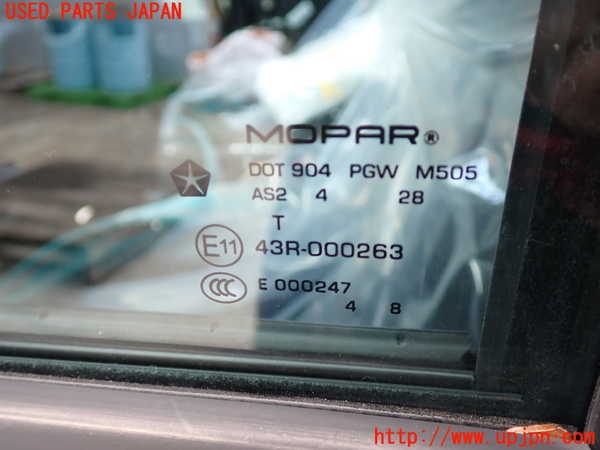 USED PARTS JAPAN
MOPAR®
DOT 904 PGW M505
AS2 4 28
T
E11 43R-000263
CCC E 000247
4 8
http://www.upjpn.com/